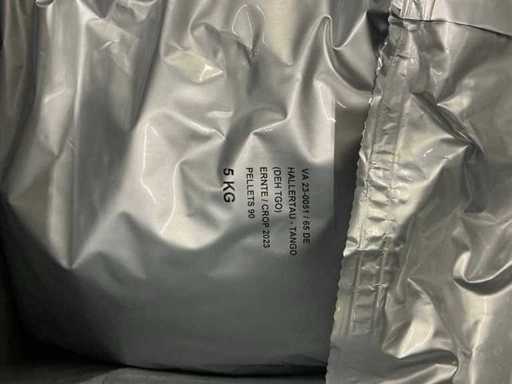 VA 23-0051 / 65 DE
HALLERTAU - TANGO
(DEH TGO)
ERNTE / CROP 2023
PELLETS 90
5 KG